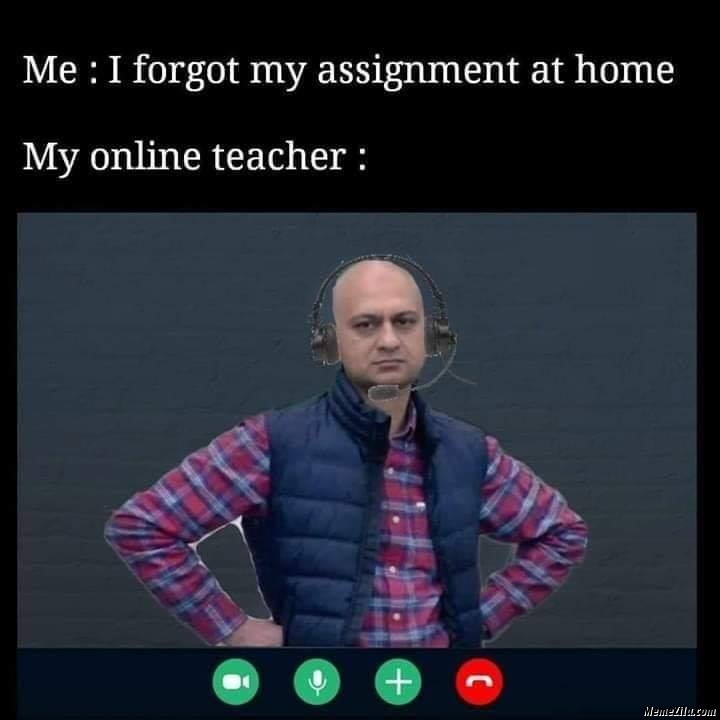 Me : I forgot my assignment at home
My online teacher :
MemeZila.com